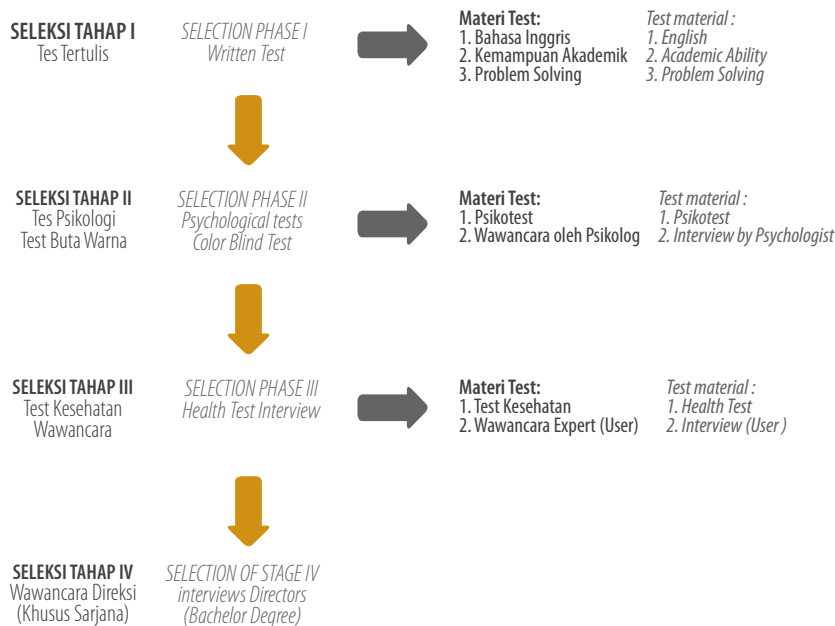 SELEKSI TAHAP I
Tes Tertulis
SELECTION PHASE I
Written Test
Materi Test:
1. Bahasa Inggris
2. Kemampuan Akademik
3. Problem Solving
Test material :
1. English
2. Academic Ability
3. Problem Solving
SELEKSI TAHAP II
Tes Psikologi
Test Buta Warna
SELECTION PHASE II
Psychological tests
Color Blind Test
Materi Test:
1. Psikotest
2. Wawancara oleh Psikolog
Test material :
1. Psikotest
2. Interview by Psychologist
SELEKSI TAHAP III
Test Kesehatan
Wawancara
SELECTION PHASE III
Health Test Interview
Materi Test:
1. Test Kesehatan
2. Wawancara Expert (User)
Test material :
1. Health Test
2. Interview (User )
SELEKSI TAHAP IV
Wawancara Direksi
(Khusus Sarjana)
SELECTION OF STAGE IV
interviews Directors
(Bachelor Degree)